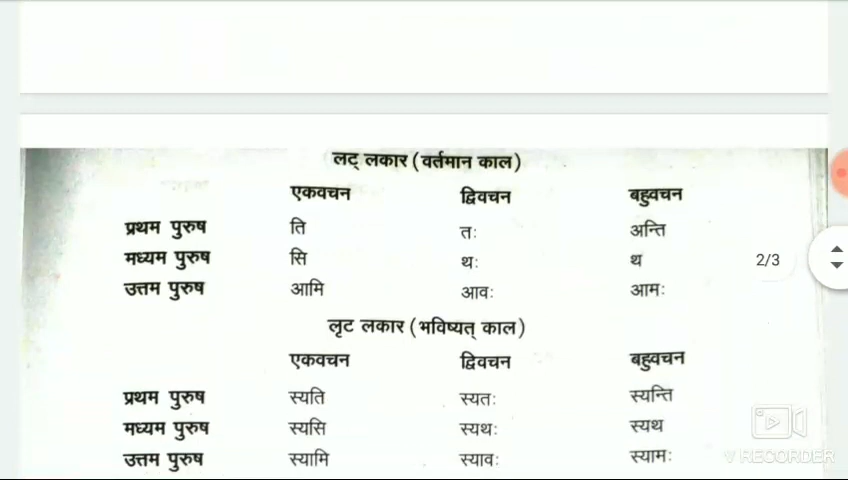 लट् लकार (वर्तमान काल)
एकवचन द्विवचन बहुवचन
प्रथम पुरुष ति तः अन्ति
मध्यम पुरुष सि थः थ
2/3
उत्तम पुरुष आमि आवः आमः
लृट लकार (भविष्यत् काल)
एकवचन द्विवचन बहुवचन
प्रथम पुरुष स्यति स्यतः स्यन्ति
मध्यम पुरुष स्यसि स्यथः स्यथ
उत्तम पुरुष स्यामि स्यावः स्यामः
V RECORDER